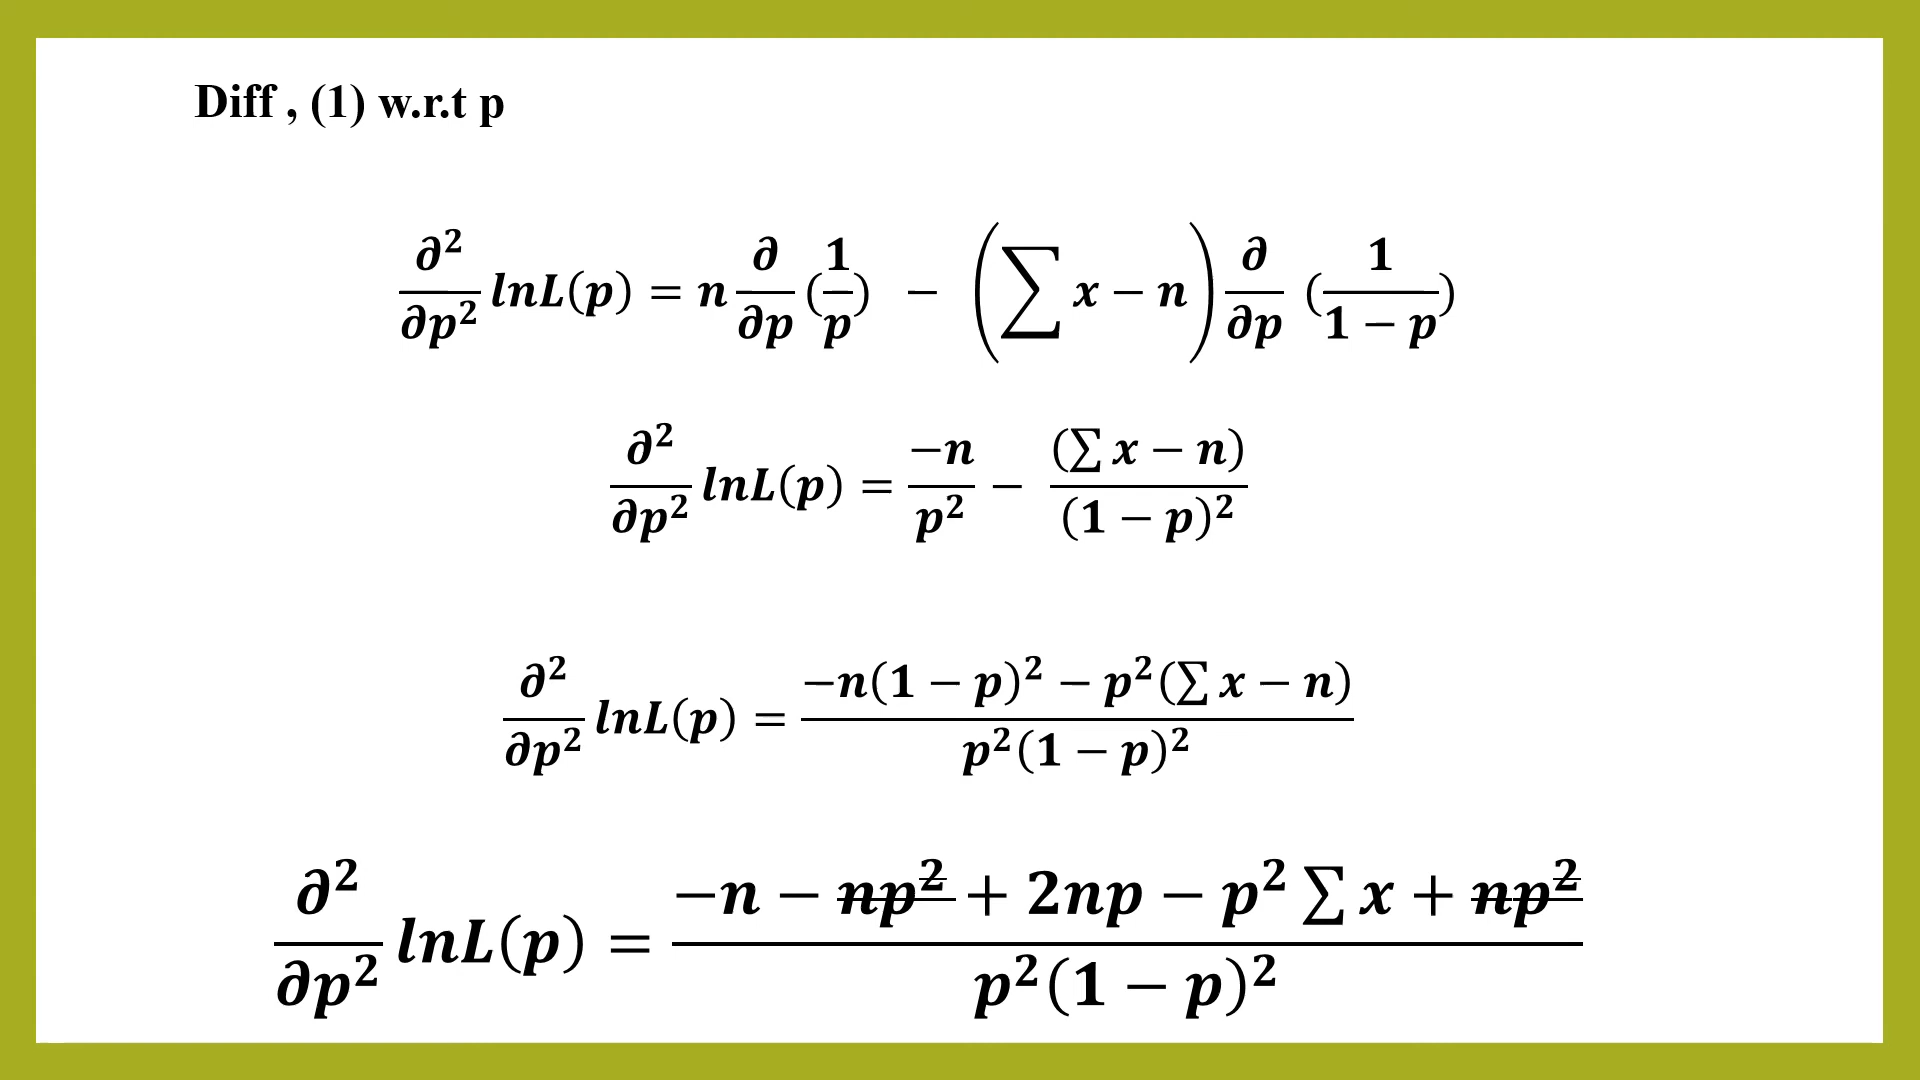 Diff , (1) w.r.t p
∂²/∂p² lnL(p) = n ∂/∂p (1/p) − (∑ x − n) ∂/∂p (1/(1 − p))
∂²/∂p² lnL(p) = −n/p² − (∑ x − n)/(1 − p)²
∂²/∂p² lnL(p) = (−n(1 − p)² − p²(∑ x − n))/(p²(1 − p)²)
∂²/∂p² lnL(p) = (−n − np² + 2np − p² ∑ x + np²)/(p²(1 − p)²)